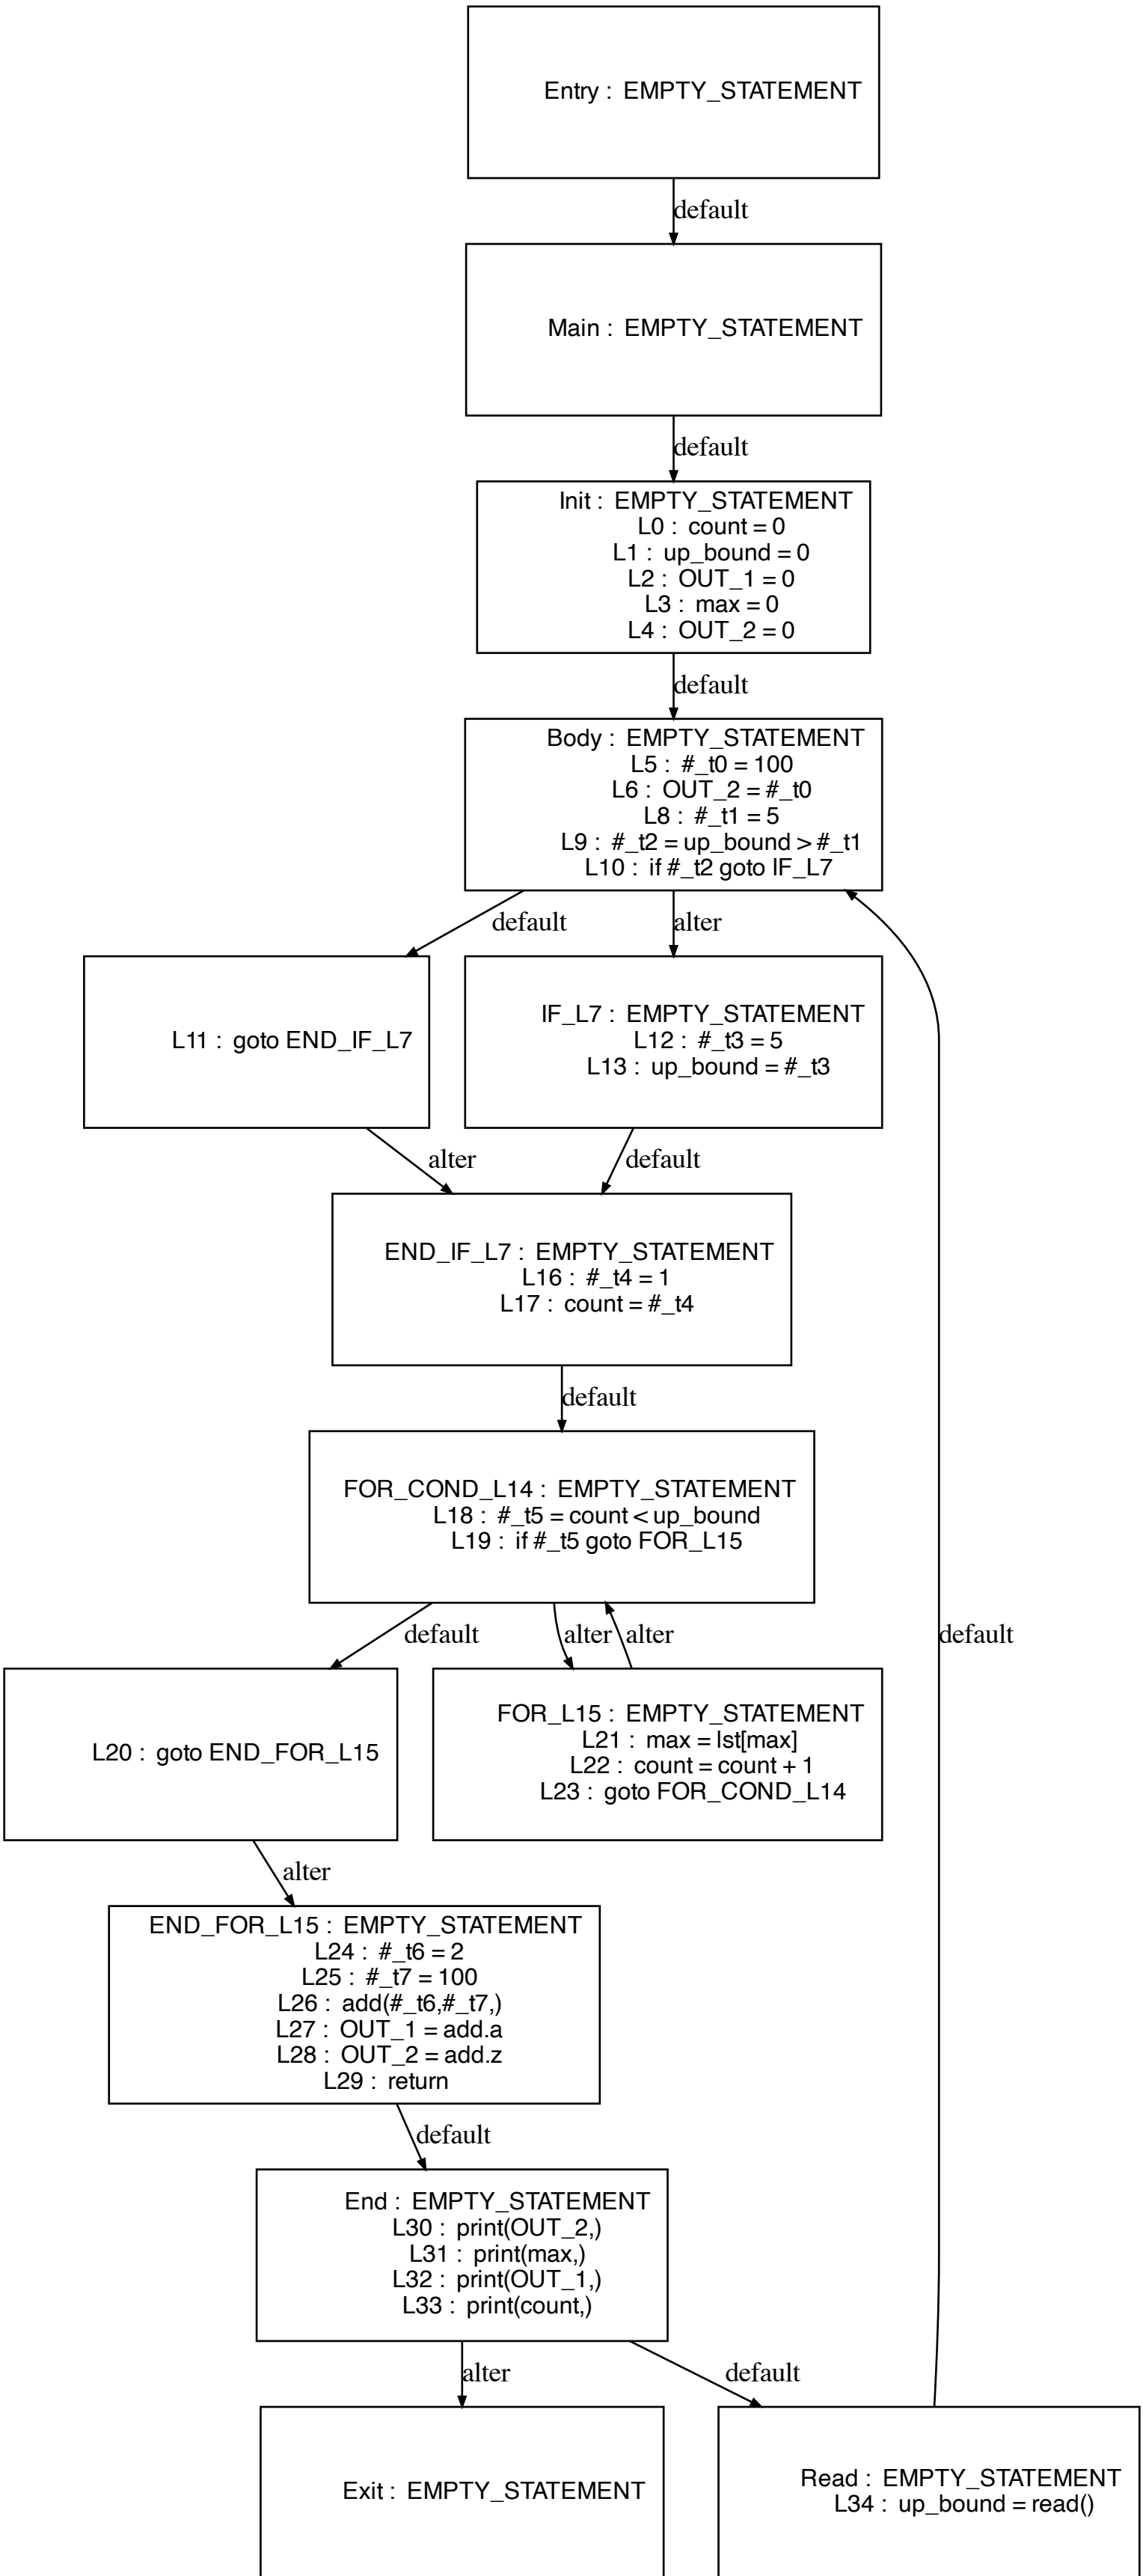 Entry : EMPTY_STATEMENT
default
Main : EMPTY_STATEMENT
default
Init : EMPTY_STATEMENT
L0 : count = 0
L1 : up_bound = 0
L2 : OUT_1 = 0
L3 : max = 0
L4 : OUT_2 = 0
default
Body : EMPTY_STATEMENT
L5 : #_t0 = 100
L6 : OUT_2 = #_t0
L8 : #_t1 = 5
L9 : #_t2 = up_bound > #_t1
L10 : if #_t2 goto IF_L7
default
alter
L11 : goto END_IF_L7
IF_L7 : EMPTY_STATEMENT
L12 : #_t3 = 5
L13 : up_bound = #_t3
alter
default
END_IF_L7 : EMPTY_STATEMENT
L16 : #_t4 = 1
L17 : count = #_t4
default
FOR_COND_L14 : EMPTY_STATEMENT
L18 : #_t5 = count < up_bound
L19 : if #_t5 goto FOR_L15
default
alter
alter
default
L20 : goto END_FOR_L15
FOR_L15 : EMPTY_STATEMENT
L21 : max = lst[max]
L22 : count = count + 1
L23 : goto FOR_COND_L14
alter
END_FOR_L15 : EMPTY_STATEMENT
L24 : #_t6 = 2
L25 : #_t7 = 100
L26 : add(#_t6,#_t7,)
L27 : OUT_1 = add.a
L28 : OUT_2 = add.z
L29 : return
default
End : EMPTY_STATEMENT
L30 : print(OUT_2,)
L31 : print(max,)
L32 : print(OUT_1,)
L33 : print(count,)
alter
default
Exit : EMPTY_STATEMENT
Read : EMPTY_STATEMENT
L34 : up_bound = read()